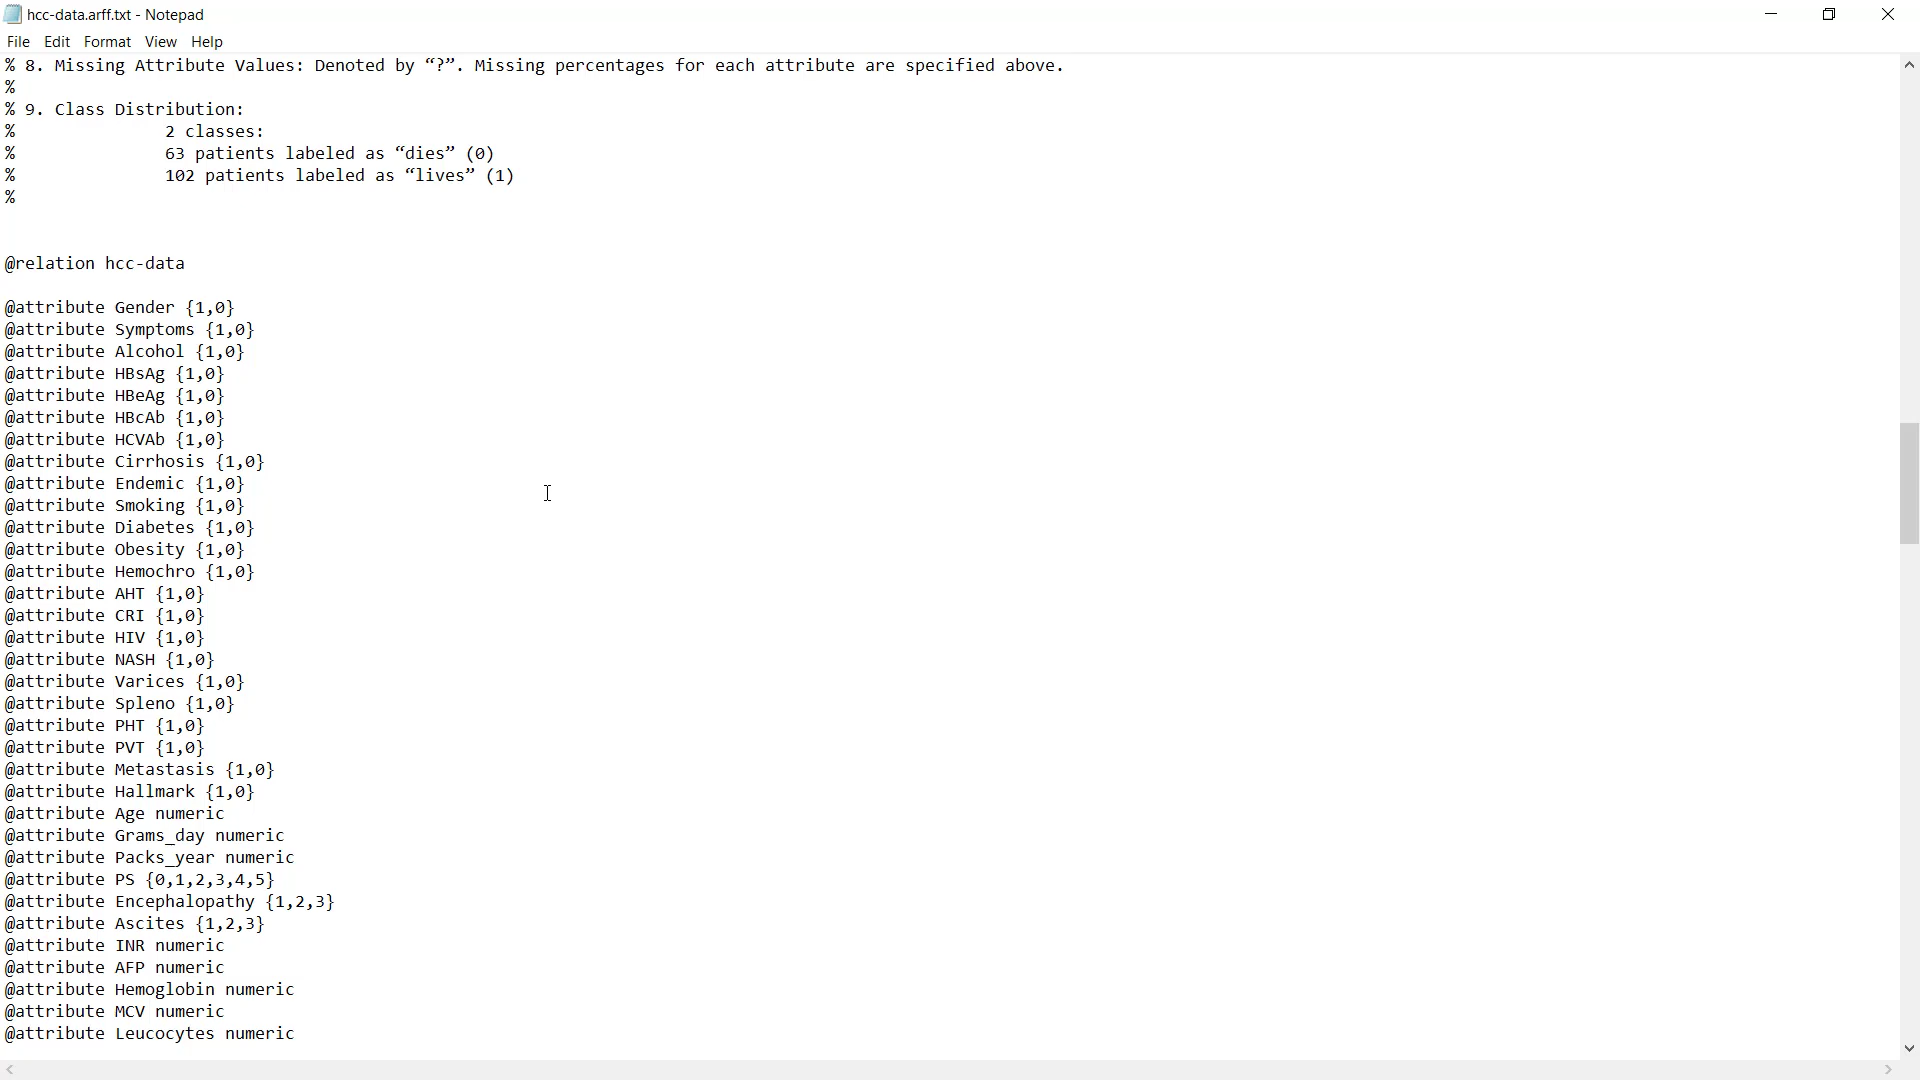 hcc-data.arff.txt - Notepad
File Edit Format View Help
% 8. Missing Attribute Values: Denoted by “?”. Missing percentages for each attribute are specified above.
%
% 9. Class Distribution:
% 2 classes:
% 63 patients labeled as “dies” (0)
% 102 patients labeled as “lives” (1)
%
@relation hcc-data
@attribute Gender {1,0}
@attribute Symptoms {1,0}
@attribute Alcohol {1,0}
@attribute HBsAg {1,0}
@attribute HBeAg {1,0}
@attribute HBcAb {1,0}
@attribute HCVAb {1,0}
@attribute Cirrhosis {1,0}
@attribute Endemic {1,0}
@attribute Smoking {1,0}
@attribute Diabetes {1,0}
@attribute Obesity {1,0}
@attribute Hemochro {1,0}
@attribute AHT {1,0}
@attribute CRI {1,0}
@attribute HIV {1,0}
@attribute NASH {1,0}
@attribute Varices {1,0}
@attribute Spleno {1,0}
@attribute PHT {1,0}
@attribute PVT {1,0}
@attribute Metastasis {1,0}
@attribute Hallmark {1,0}
@attribute Age numeric
@attribute Grams_day numeric
@attribute Packs_year numeric
@attribute PS {0,1,2,3,4,5}
@attribute Encephalopathy {1,2,3}
@attribute Ascites {1,2,3}
@attribute INR numeric
@attribute AFP numeric
@attribute Hemoglobin numeric
@attribute MCV numeric
@attribute Leucocytes numeric